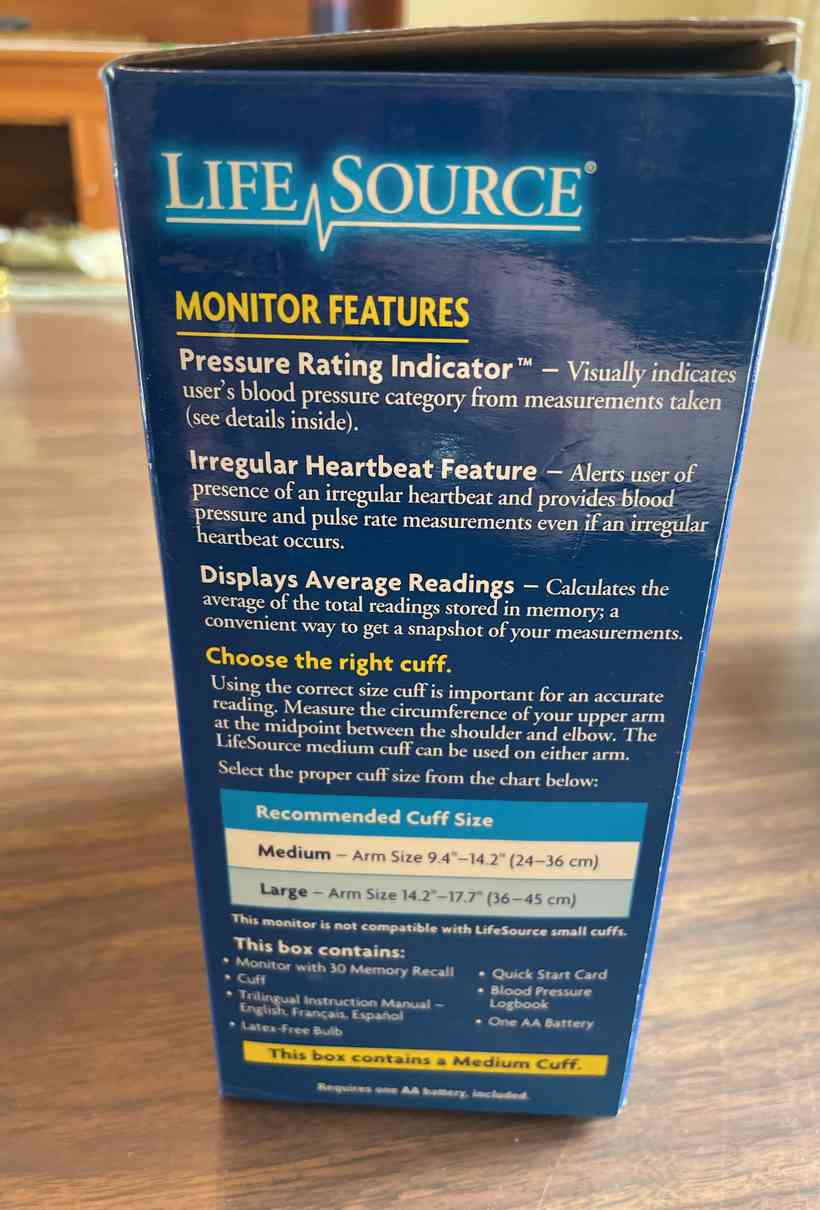 LIFESOURCE®
MONITOR FEATURES
Pressure Rating Indicator™ – Visually indicates
user's blood pressure category from measurements taken
(see details inside).
Irregular Heartbeat Feature – Alerts user of
presence of an irregular heartbeat and provides blood
pressure and pulse rate measurements even if an irregular
heartbeat occurs.
Displays Average Readings – Calculates the
average of the total readings stored in memory; a
convenient way to get a snapshot of your measurements.
Choose the right cuff.
Using the correct size cuff is important for an accurate
reading. Measure the circumference of your upper arm
at the midpoint between the shoulder and elbow. The
LifeSource medium cuff can be used on either arm.
Select the proper cuff size from the chart below:
Recommended Cuff Size
Medium – Arm Size 9.4"–14.2" (24–36 cm)
Large – Arm Size 14.2"–17.7" (36–45 cm)
This monitor is not compatible with LifeSource small cuffs.
This box contains:
• Monitor with 30 Memory Recall
• Cuff
• Trilingual Instruction Manual –
English, Français, Español
• Latex-Free Bulb
• Quick Start Card
• Blood Pressure
Logbook
• One AA Battery
This box contains a Medium Cuff.
Requires one AA battery, included.